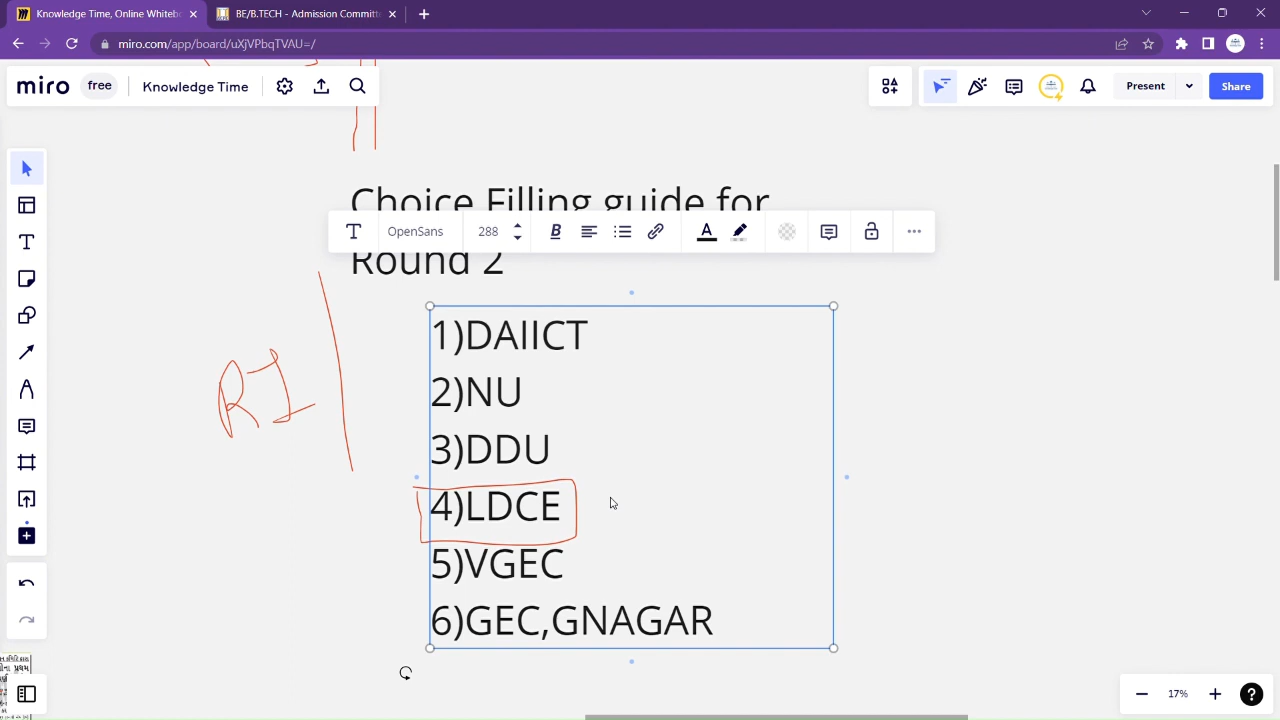 Knowledge Time, Online Whiteb
BE/B.TECH - Admission Committe
miro.com/app/board/uXjVPbqTVAU=/
miro
free
Knowledge Time
Present
Share
Choice Filling guide for
Round 2
OpenSans
288
B
A
R1
1)DAIICT
2)NU
3)DDU
4)LDCE
5)VGEC
6)GEC,GNAGAR
17%